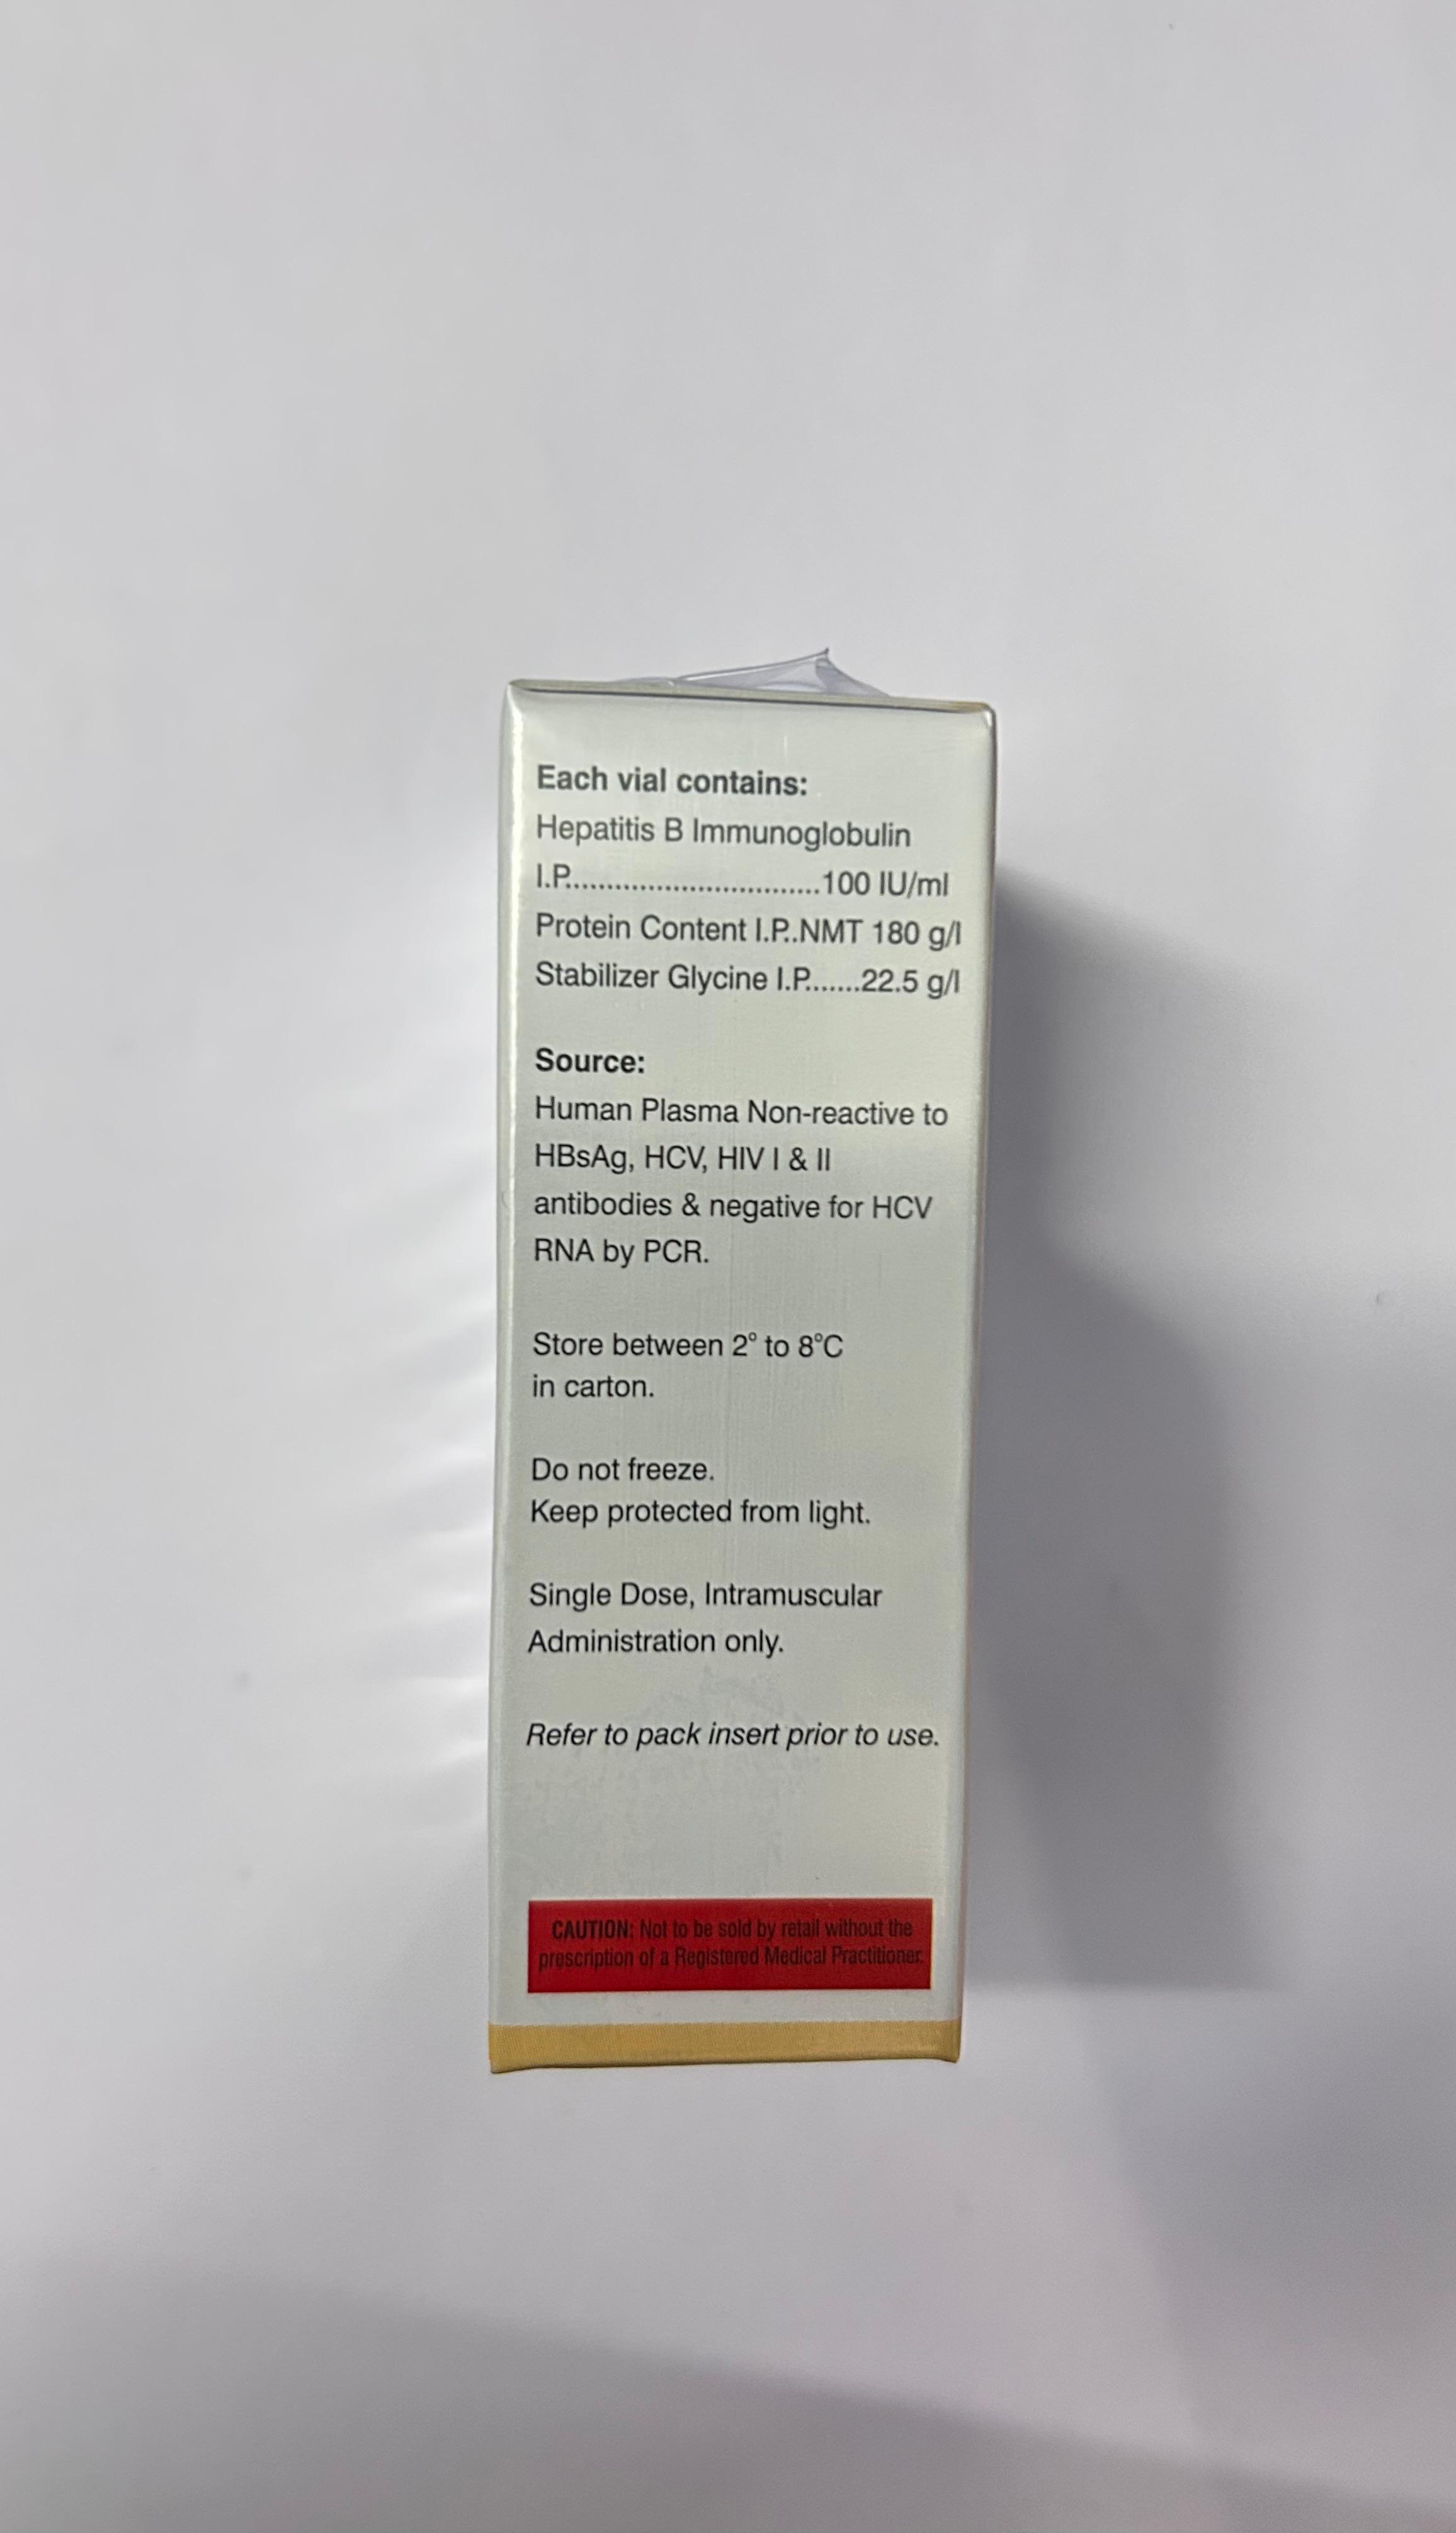 Each vial contains:
Hepatitis B Immunoglobulin
I.P..............................100 IU/ml
Protein Content I.P..NMT 180 g/l
Stabilizer Glycine I.P.......22.5 g/l
Source:
Human Plasma Non-reactive to
HBsAg, HCV, HIV I & II
antibodies & negative for HCV
RNA by PCR.
Store between 2° to 8°C
in carton.
Do not freeze.
Keep protected from light.
Single Dose, Intramuscular
Administration only.
Refer to pack insert prior to use.
CAUTION: Not to be sold by retail without the
prescription of a Registered Medical Practitioner.